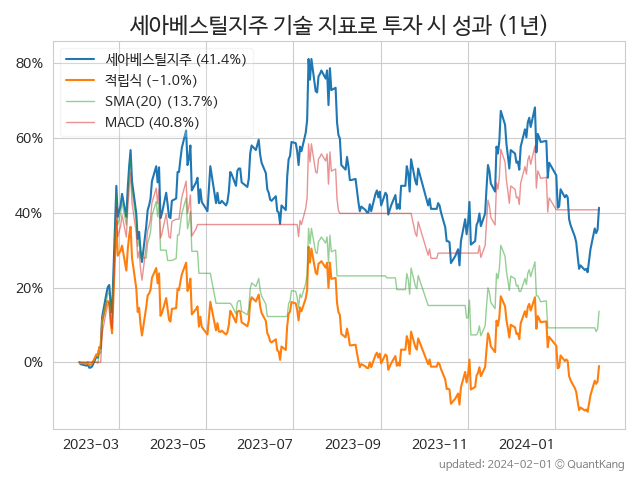 세아베스틸지주 기술 지표로 투자 시 성과 (1년)
세아베스틸지주 (41.4%)
적립식 (-1.0%)
SMA(20) (13.7%)
MACD (40.8%)
80%
60%
40%
20%
0%
2023-03 2023-05 2023-07 2023-09 2023-11 2024-01
updated: 2024-02-01 © QuantKang